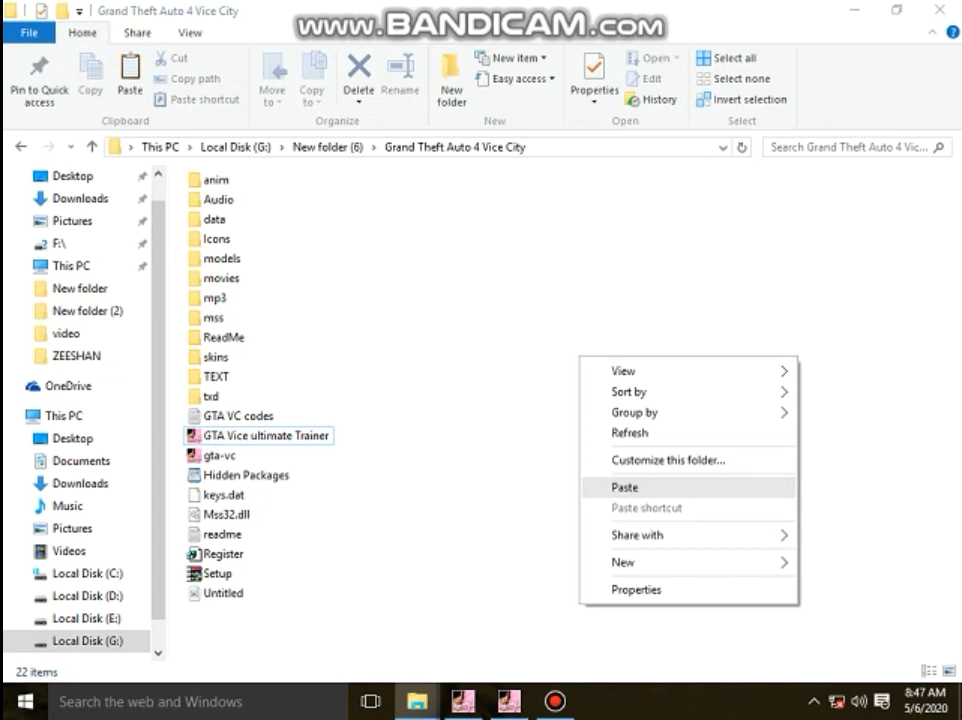 Grand Theft Auto 4 Vice City
www.BANDICAM.com
File
Home
Share
View
Pin to Quick access
Copy
Paste
Cut
Copy path
Paste shortcut
Clipboard
Move to
Copy to
Delete
Rename
Organize
New folder
New item
Easy access
New
Properties
Open
Edit
History
Open
Select all
Select none
Invert selection
Select
This PC > Local Disk (G:) > New folder (6) > Grand Theft Auto 4 Vice City
Search Grand Theft Auto 4 Vic...
Desktop
Downloads
Pictures
F:\
This PC
New folder
New folder (2)
video
ZEESHAN
OneDrive
This PC
Desktop
Documents
Downloads
Music
Pictures
Videos
Local Disk (C:)
Local Disk (D:)
Local Disk (E:)
Local Disk (G:)
anim
Audio
data
Icons
models
movies
mp3
mss
ReadMe
skins
TEXT
txd
GTA VC codes
GTA Vice ultimate Trainer
gta-vc
Hidden Packages
keys.dat
Mss32.dll
readme
Register
Setup
Untitled
View
Sort by
Group by
Refresh
Customize this folder...
Paste
Paste shortcut
Share with
New
Properties
22 items
Search the web and Windows
8:47 AM
5/6/2020